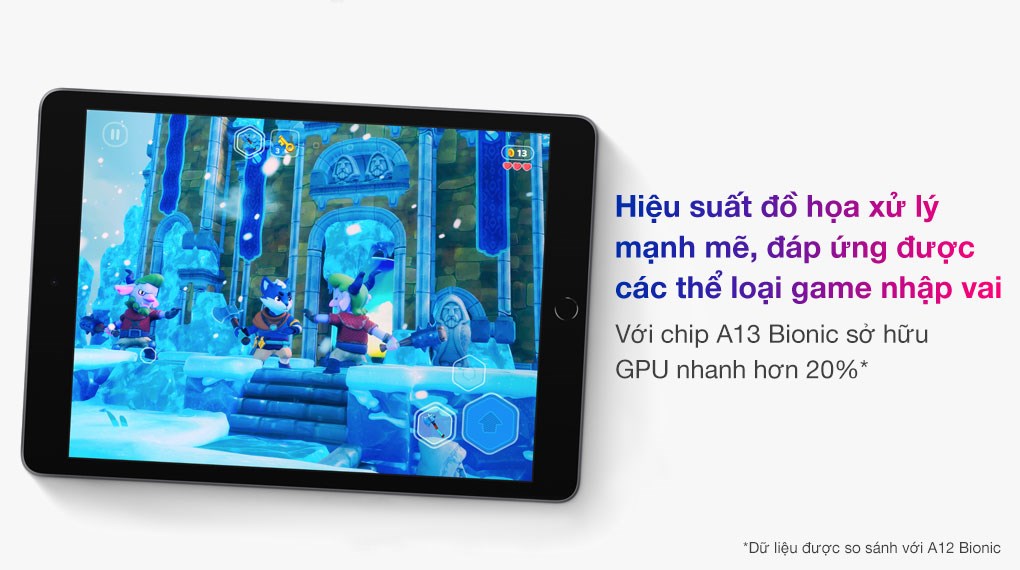 3
13
Hiệu suất đồ họa xử lý
mạnh mẽ, đáp ứng được
các thể loại game nhập vai
Với chip A13 Bionic sở hữu
GPU nhanh hơn 20%*
*Dữ liệu được so sánh với A12 Bionic